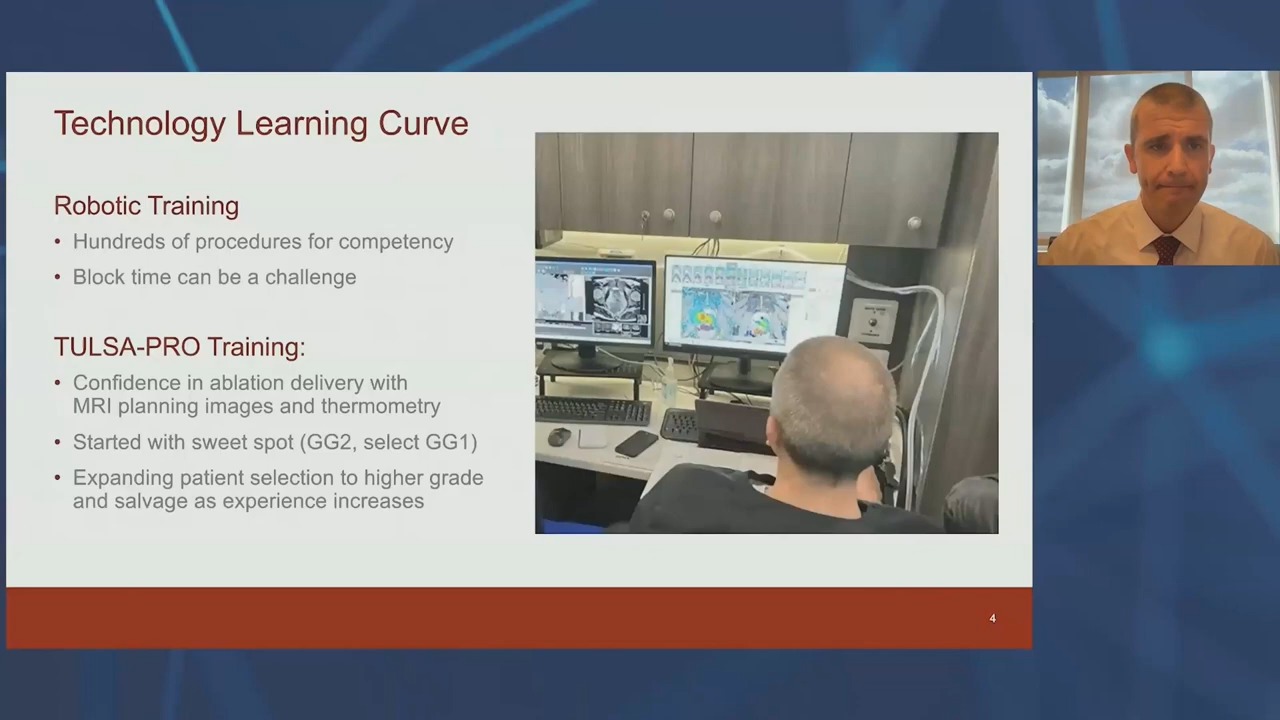 Technology Learning Curve
Robotic Training
• Hundreds of procedures for competency
• Block time can be a challenge
TULSA-PRO Training:
• Confidence in ablation delivery with
MRI planning images and thermometry
• Started with sweet spot (GG2, select GG1)
• Expanding patient selection to higher grade
and salvage as experience increases
4